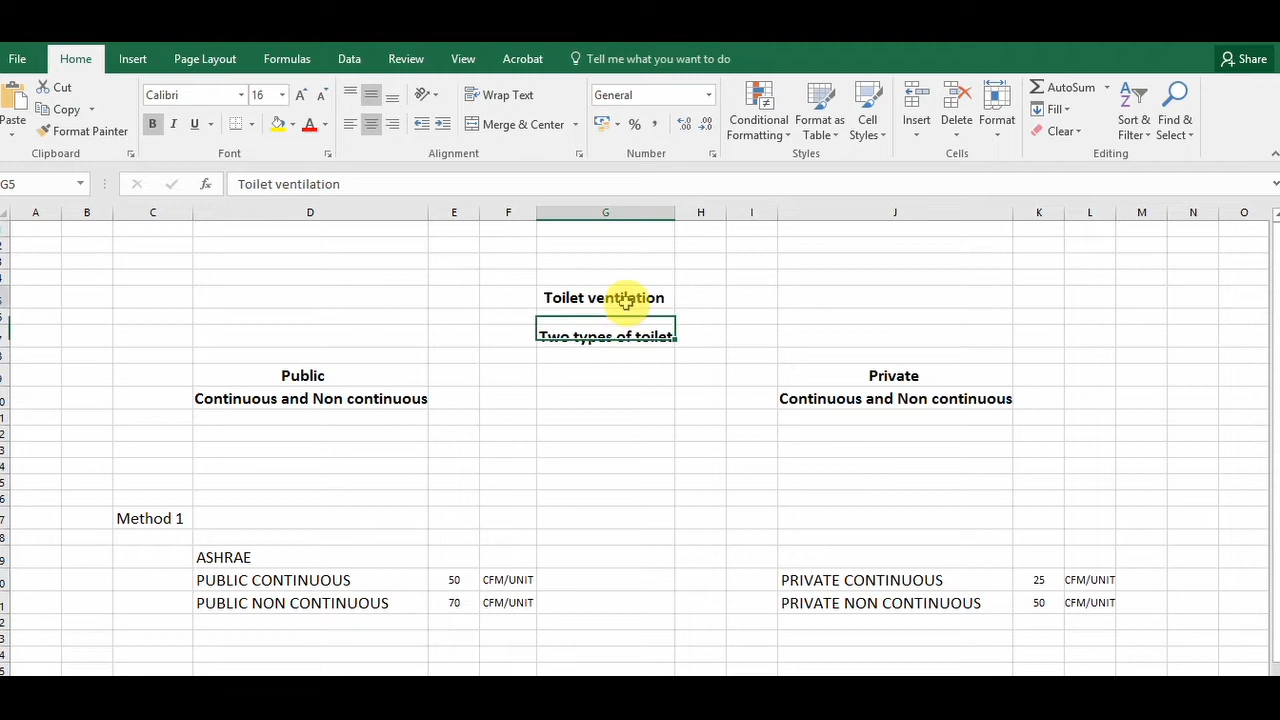 File Home Insert Page Layout Formulas Data Review View Acrobat Tell me what you want to do Share
Cut
Copy
Format Painter
Paste
Clipboard
Calibri 16 A A
B I U A
Font
Wrap Text
Merge & Center
Alignment
General
% , .00
Number
Conditional Formatting
Format as Table
Cell Styles
Styles
Insert Delete Format
Cells
AutoSum
Fill
Clear
Sort & Filter
Find & Select
Editing
G5 fx Toilet ventilation
A B C D E F G H I J K L M N O
Toilet ventilation
Two types of toilet
Public Private
Continuous and Non continuous Continuous and Non continuous
Method 1
ASHRAE
PUBLIC CONTINUOUS 50 CFM/UNIT PRIVATE CONTINUOUS 25 CFM/UNIT
PUBLIC NON CONTINUOUS 70 CFM/UNIT PRIVATE NON CONTINUOUS 50 CFM/UNIT